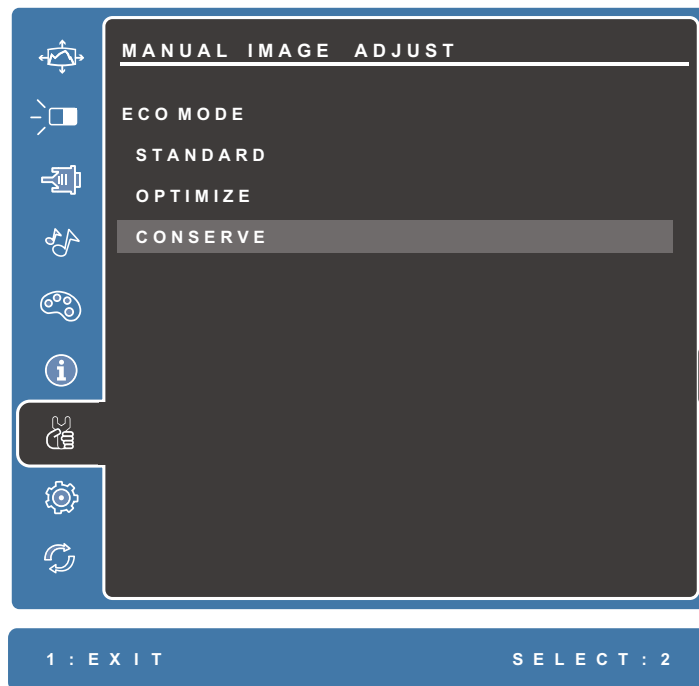 MANUAL IMAGE ADJUST
ECO MODE
STANDARD
OPTIMIZE
CONSERVE
1 : EXIT SELECT : 2